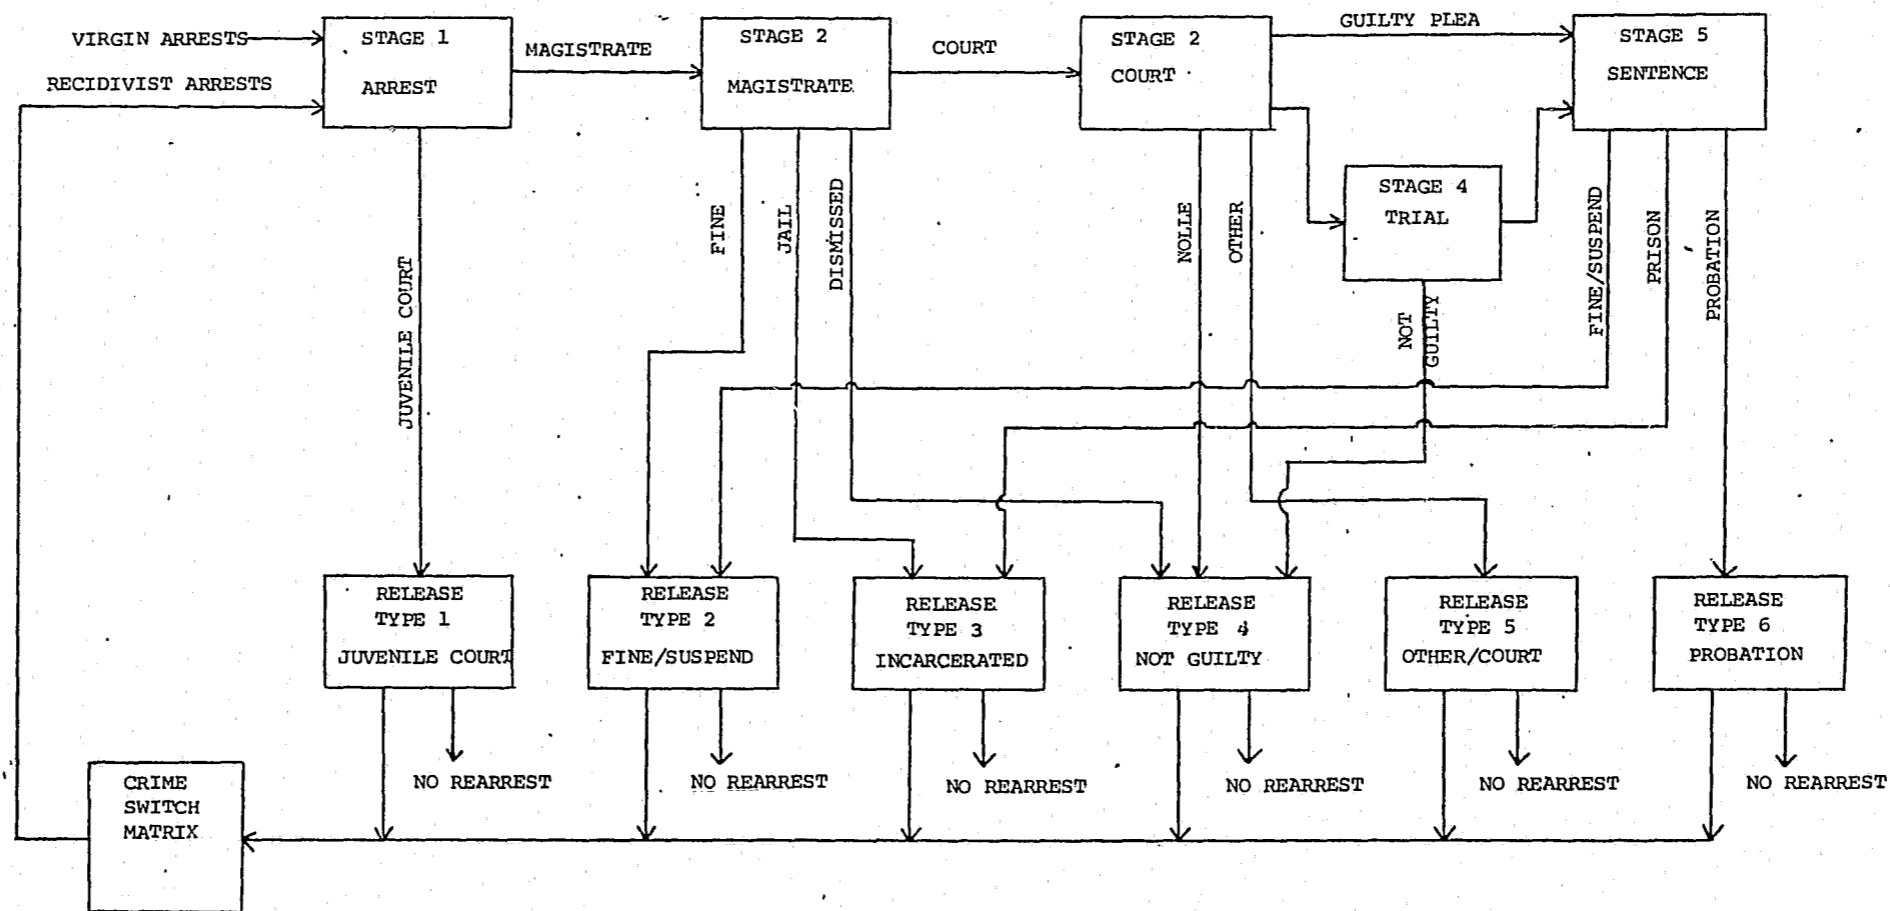 VIRGIN ARRESTS
RECIDIVIST ARRESTS
STAGE 1
ARREST
MAGISTRATE
STAGE 2
MAGISTRATE
COURT
STAGE 2
COURT
GUILTY PLEA
STAGE 5
SENTENCE
STAGE 4
TRIAL
JUVENILE COURT
FINE
JAIL
DISMISSED
NOLLE
OTHER
NOT
GUILTY
FINE/SUSPEND
PRISON
PROBATION
RELEASE
TYPE 1
JUVENILE COURT
RELEASE
TYPE 2
FINE/SUSPEND
RELEASE
TYPE 3
INCARCERATED
RELEASE
TYPE 4
NOT GUILTY
RELEASE
TYPE 5
OTHER/COURT
RELEASE
TYPE 6
PROBATION
NO REARREST
NO REARREST
NO REARREST
NO REARREST
NO REARREST
NO REARREST
CRIME
SWITCH
MATRIX